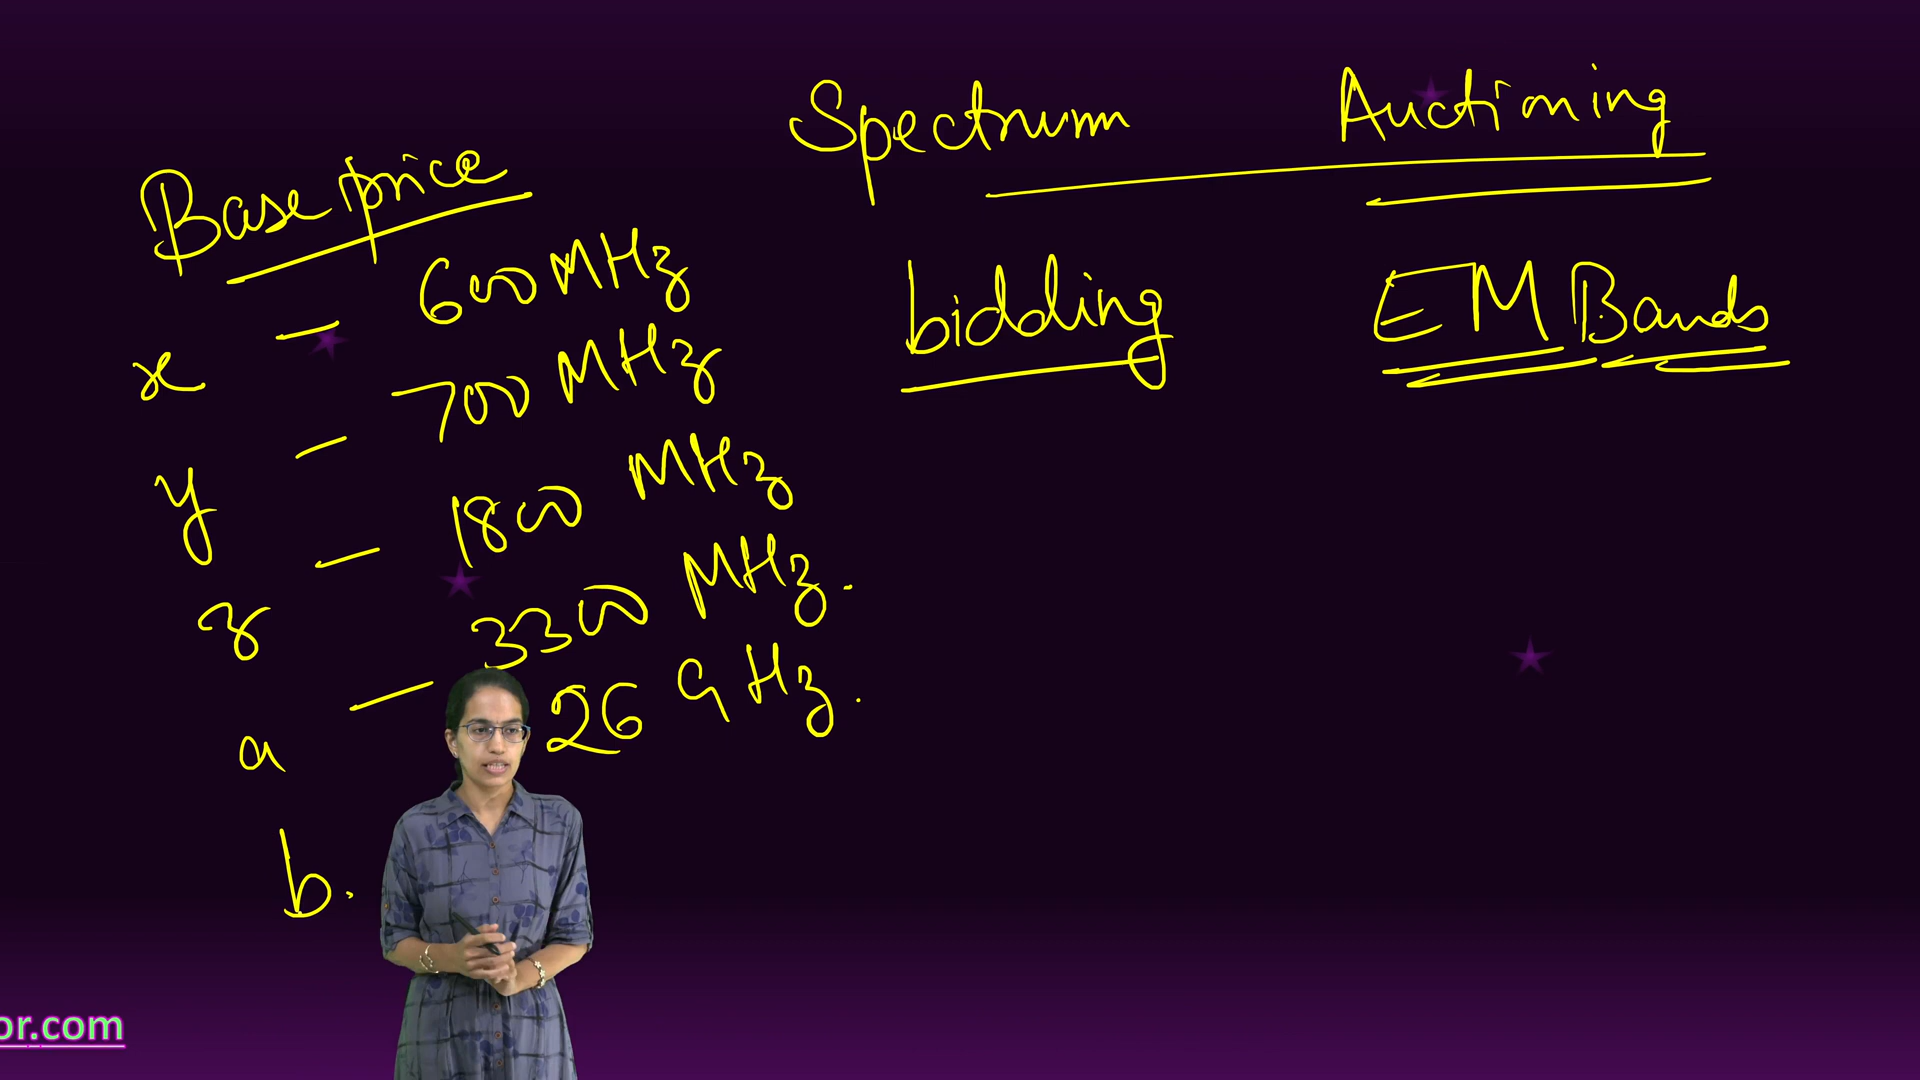 Spectrum Auctioning
Base price
bidding EM Bands
x – 600 MHz
y – 700 MHz
z – 1800 MHz
a – 3300 MHz.
b. 26 GHz.
or.com